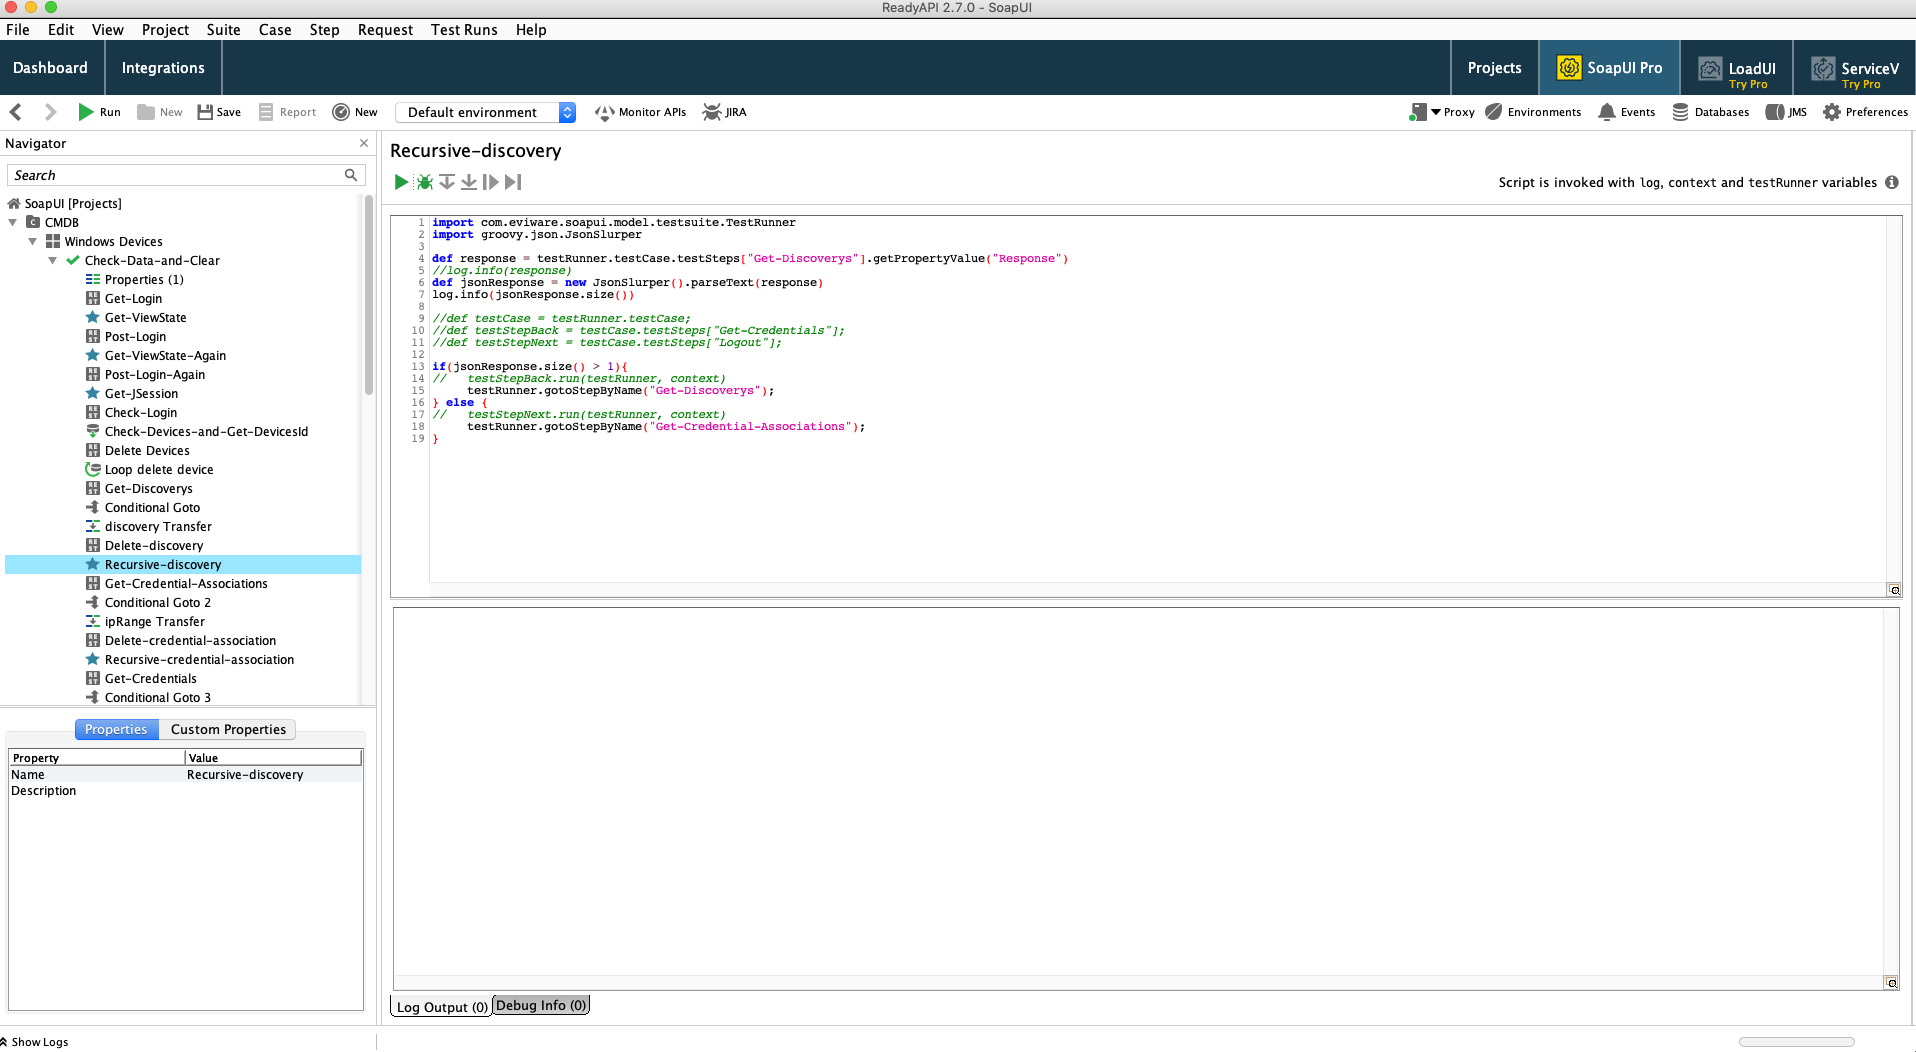 ReadyAPI 2.7.0 - SoapUI
File Edit View Project Suite Case Step Request Test Runs Help
Dashboard Integrations Projects SoapUI Pro LoadUI Try Pro ServiceV Try Pro
Run New Save Report New Default environment Monitor APIs JIRA Proxy Environments Events Databases JMS Preferences
Navigator
Search
SoapUI [Projects]
CMDB
Windows Devices
Check-Data-and-Clear
Properties (1)
Get-Login
Get-ViewState
Post-Login
Get-ViewState-Again
Post-Login-Again
Get-JSession
Check-Login
Check-Devices-and-Get-DevicesId
Delete Devices
Loop delete device
Get-Discoverys
Conditional Goto
discovery Transfer
Delete-discovery
Recursive-discovery
Get-Credential-Associations
Conditional Goto 2
ipRange Transfer
Delete-credential-association
Recursive-credential-association
Get-Credentials
Conditional Goto 3
Properties Custom Properties
Property Value
Name Recursive-discovery
Description
Show Logs
Recursive-discovery
Script is invoked with log, context and testRunner variables
1 import com.eviware.soapui.model.testsuite.TestRunner
2 import groovy.json.JsonSlurper
3
4 def response = testRunner.testCase.testSteps["Get-Discoverys"].getPropertyValue("Response")
5 //log.info(response)
6 def jsonResponse = new JsonSlurper().parseText(response)
7 log.info(jsonResponse.size())
8
9 //def testCase = testRunner.testCase;
10 //def testStepBack = testCase.testSteps["Get-Credentials"];
11 //def testStepNext = testCase.testSteps["Logout"];
12
13 if(jsonResponse.size() > 1){
14 // testStepBack.run(testRunner, context)
15 testRunner.gotoStepByName("Get-Discoverys");
16 } else {
17 // testStepNext.run(testRunner, context)
18 testRunner.gotoStepByName("Get-Credential-Associations");
19 }
Log Output (0) Debug Info (0)